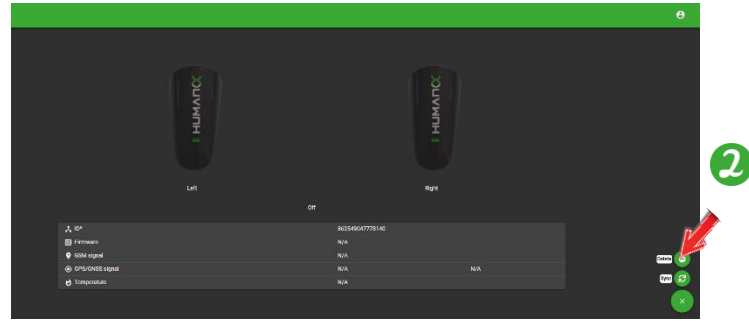 HUMANOX
HUMANOX
Left
Right
Off
ID#
862549047778140
Firmware
N/A
GSM signal
N/A
GPS/GNSS signal
N/A
N/A
Temperature
N/A
Delete
Sync
2